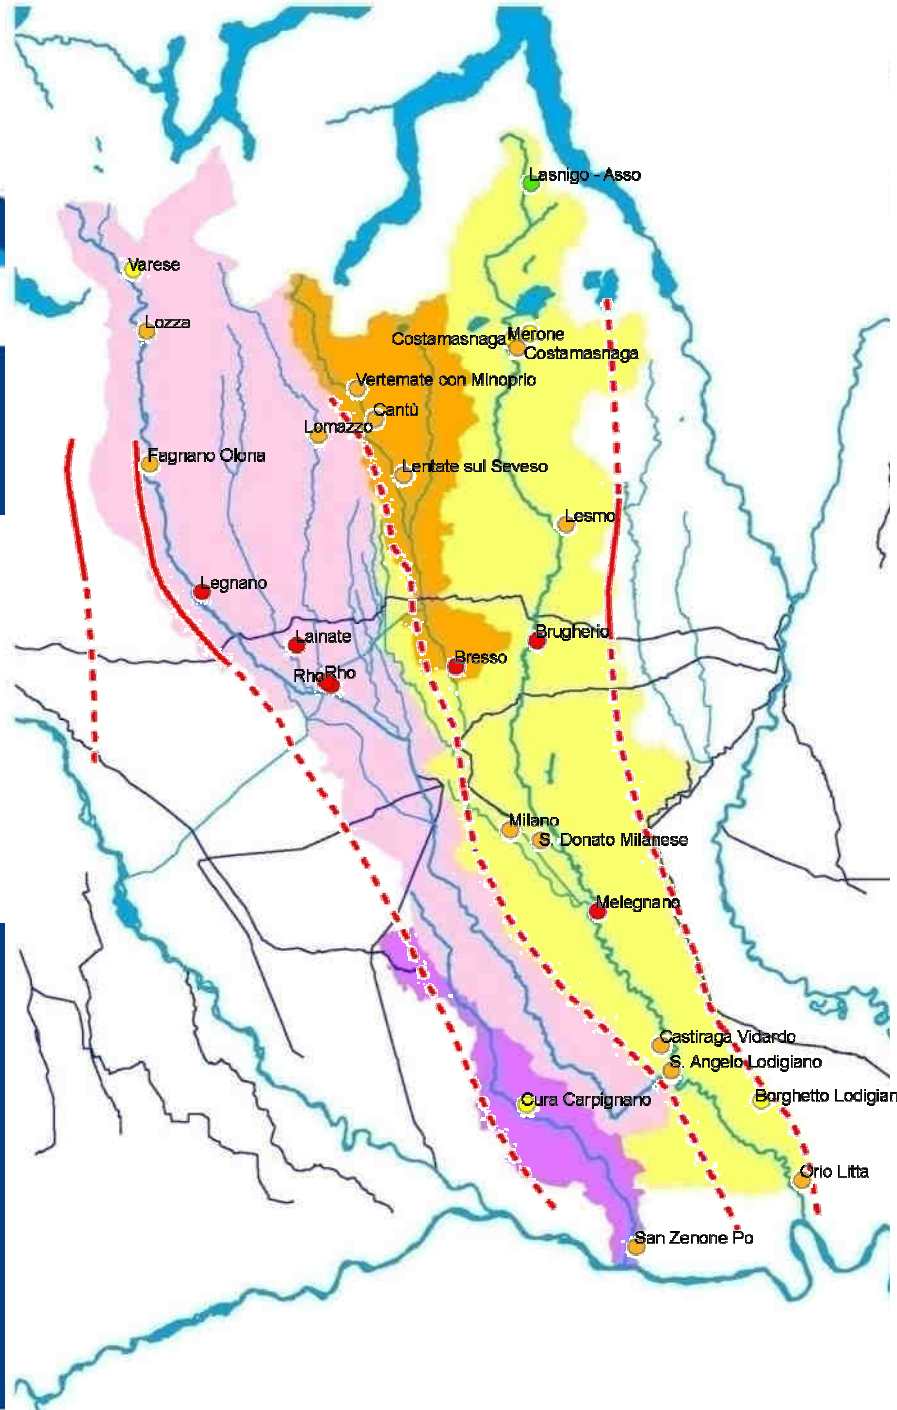 Lasnigo - Asso
Varese
Lozza
Costamasnaga
Merone
Costamasnaga
Vertemate con Minoprio
Cantù
Lomazzo
Fagnano Olona
Lentate sul Seveso
Lesmo
Legnano
Lainate
Brugherio
Bresso
Rho
Rho
Milano
S. Donato Milanese
Melegnano
Castiraga Vidardo
S. Angelo Lodigiano
Cura Carpignano
Borghetto Lodigian
Orio Litta
San Zenone Po